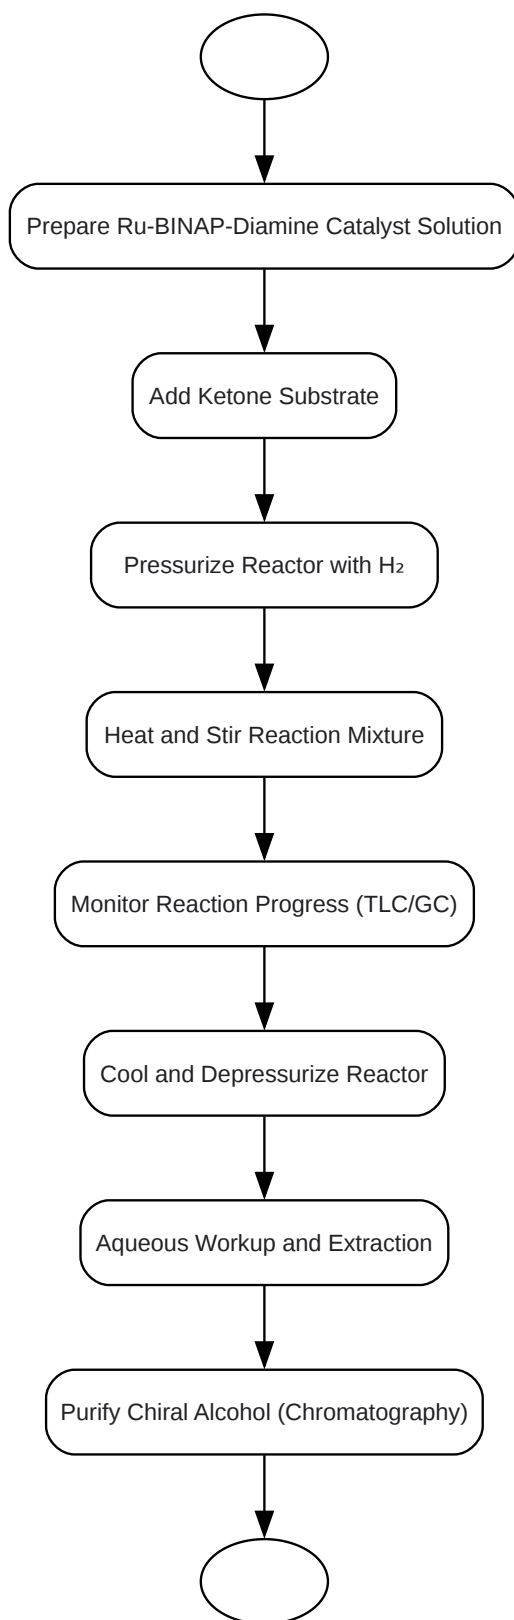 Prepare Ru-BINAP-Diamine Catalyst Solution
Add Ketone Substrate
Pressurize Reactor with H₂
Heat and Stir Reaction Mixture
Monitor Reaction Progress (TLC/GC)
Cool and Depressurize Reactor
Aqueous Workup and Extraction
Purify Chiral Alcohol (Chromatography)